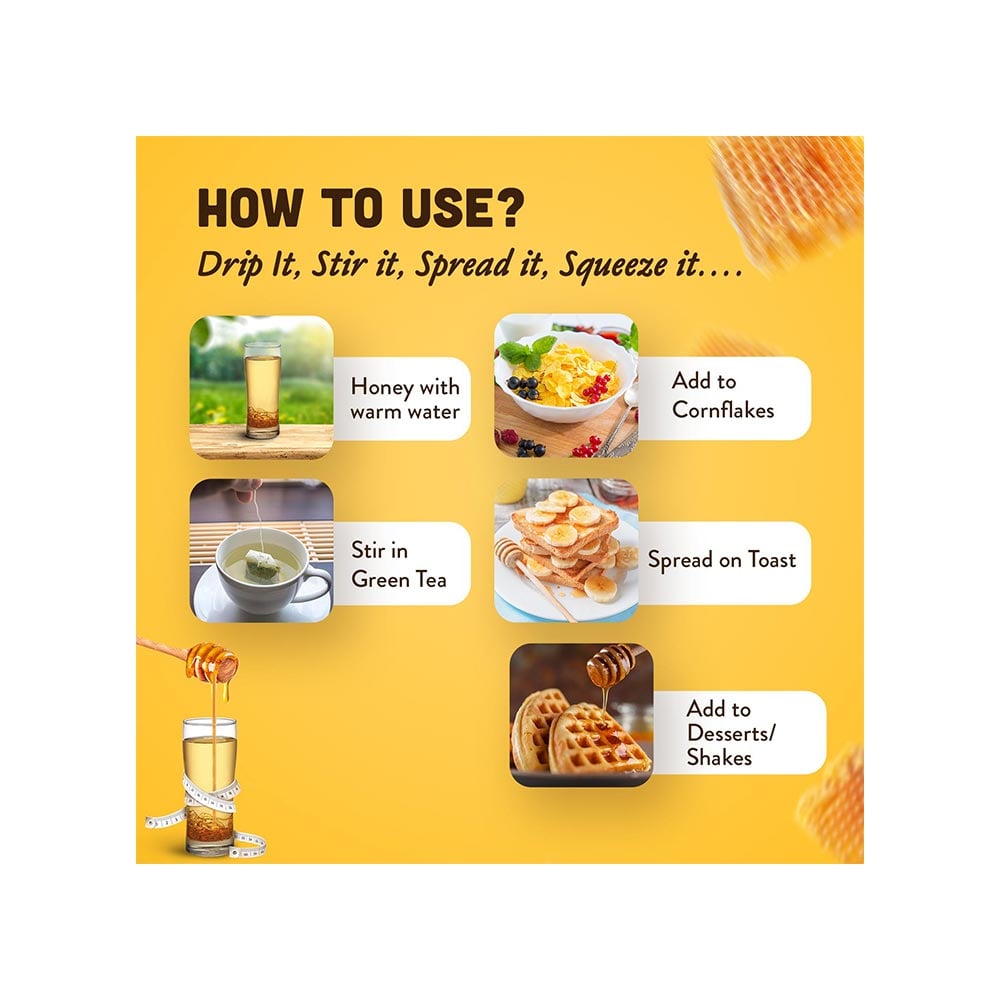 HOW TO USE?
Drip It, Stir it, Spread it, Squeeze it....
Honey with
warm water
Add to
Cornflakes
Stir in
Green Tea
Spread on Toast
Add to
Desserts/
Shakes